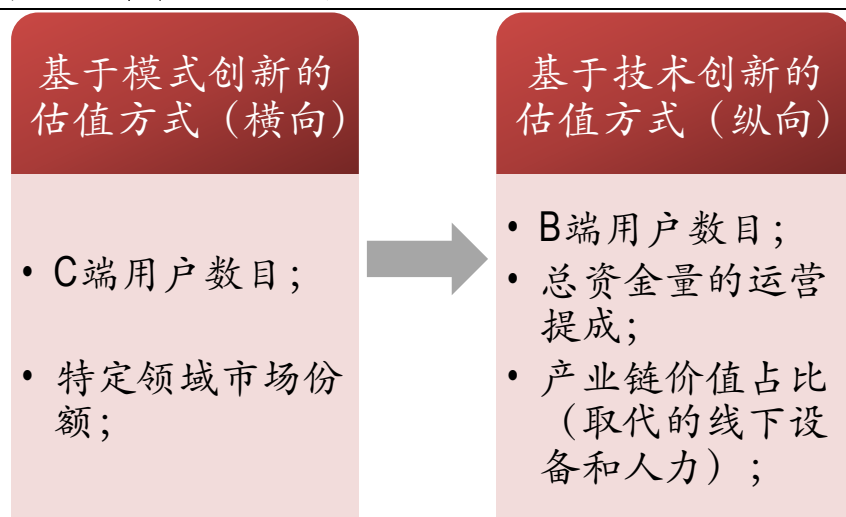 基于模式创新的
估值方式（横向）
• C端用户数目；
• 特定领域市场份
额；
基于技术创新的
估值方式（纵向）
• B端用户数目；
• 总资金量的运营
提成；
• 产业链价值占比
（取代的线下设
备和人力）；